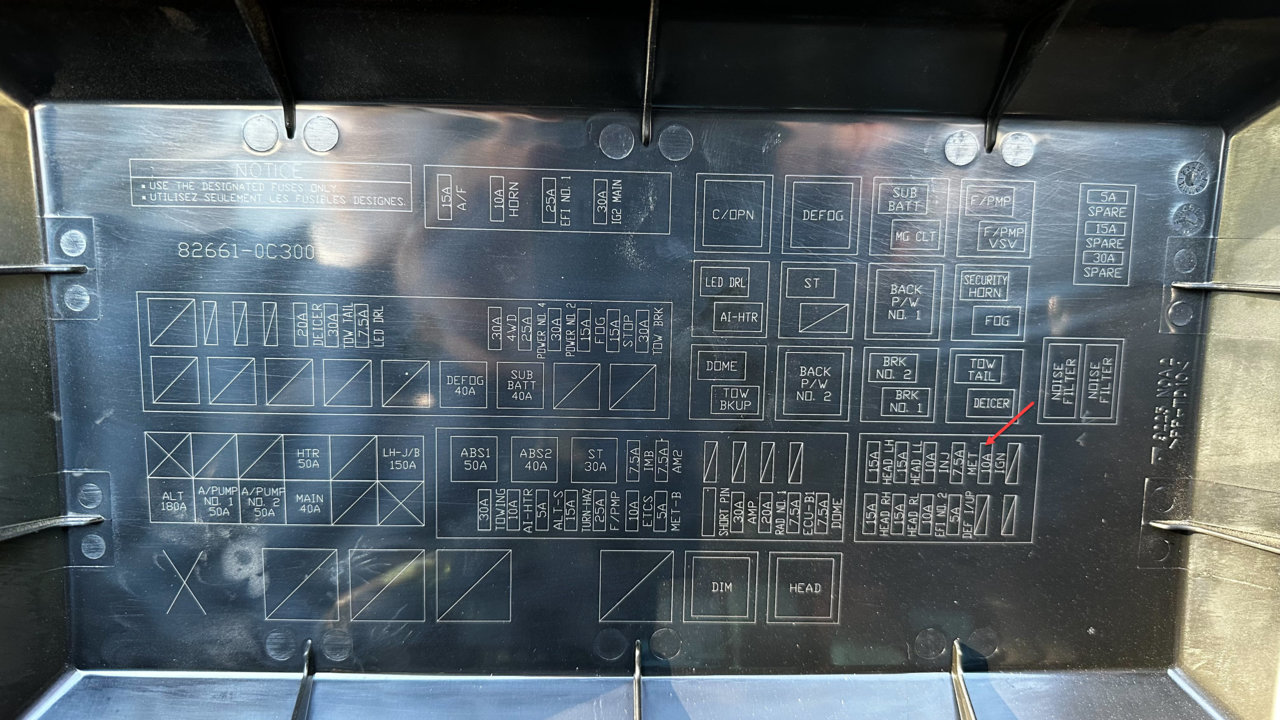 NOTICE
▪ USE THE DESIGNATED FUSES ONLY.
▪ UTILISEZ SEULEMENT LES FUSIBLES DESIGNES.
82661-0C300
15A
A/F
10A
HORN
25A
EFI NO.1
30A
IG2 MAIN
C/OPN
DEFOG
SUB
BATT
MG CLT
F/PMP
F/PMP
VSV
5A
SPARE
15A
SPARE
30A
SPARE
LED DRL
AI-HTR
ST
BACK
P/W
NO. 1
SECURITY
HORN
FOG
20A
DEICER
30A
TOW TAIL
7.5A
LED DRL
30A
4WD
25A
POWER NO.4
30A
POWER NO.2
15A
FOG
15A
STOP
30A
TOW BRK
DOME
TOW
BKUP
BACK
P/W
NO. 2
BRK
NO. 2
BRK
NO. 1
TOW
TAIL
DEICER
NOISE
FILTER
NOISE
FILTER
DEFOG
40A
SUB
BATT
40A
HTR
50A
LH-J/B
150A
ALT
180A
A/PUMP
NO. 1
50A
A/PUMP
NO. 2
50A
MAIN
40A
ABS1
50A
ABS2
40A
ST
30A
7.5A
IMB
7.5A
AM2
30A
TOWING
10A
AI-HTR
5A
ALT-S
15A
TURN-HAZ
25A
F/PMP
10A
ETCS
5A
MET-B
SHORT PIN
30A
AMP
20A
RAD NO.1
7.5A
ECU-B1
7.5A
DOME
15A
HEAD LH
15A
HEAD LL
10A
INJ
7.5A
MET
10A
IGN
15A
HEAD RH
15A
HEAD RL
10A
EFI NO.2
5A
DEF I/UP
DIM
HEAD